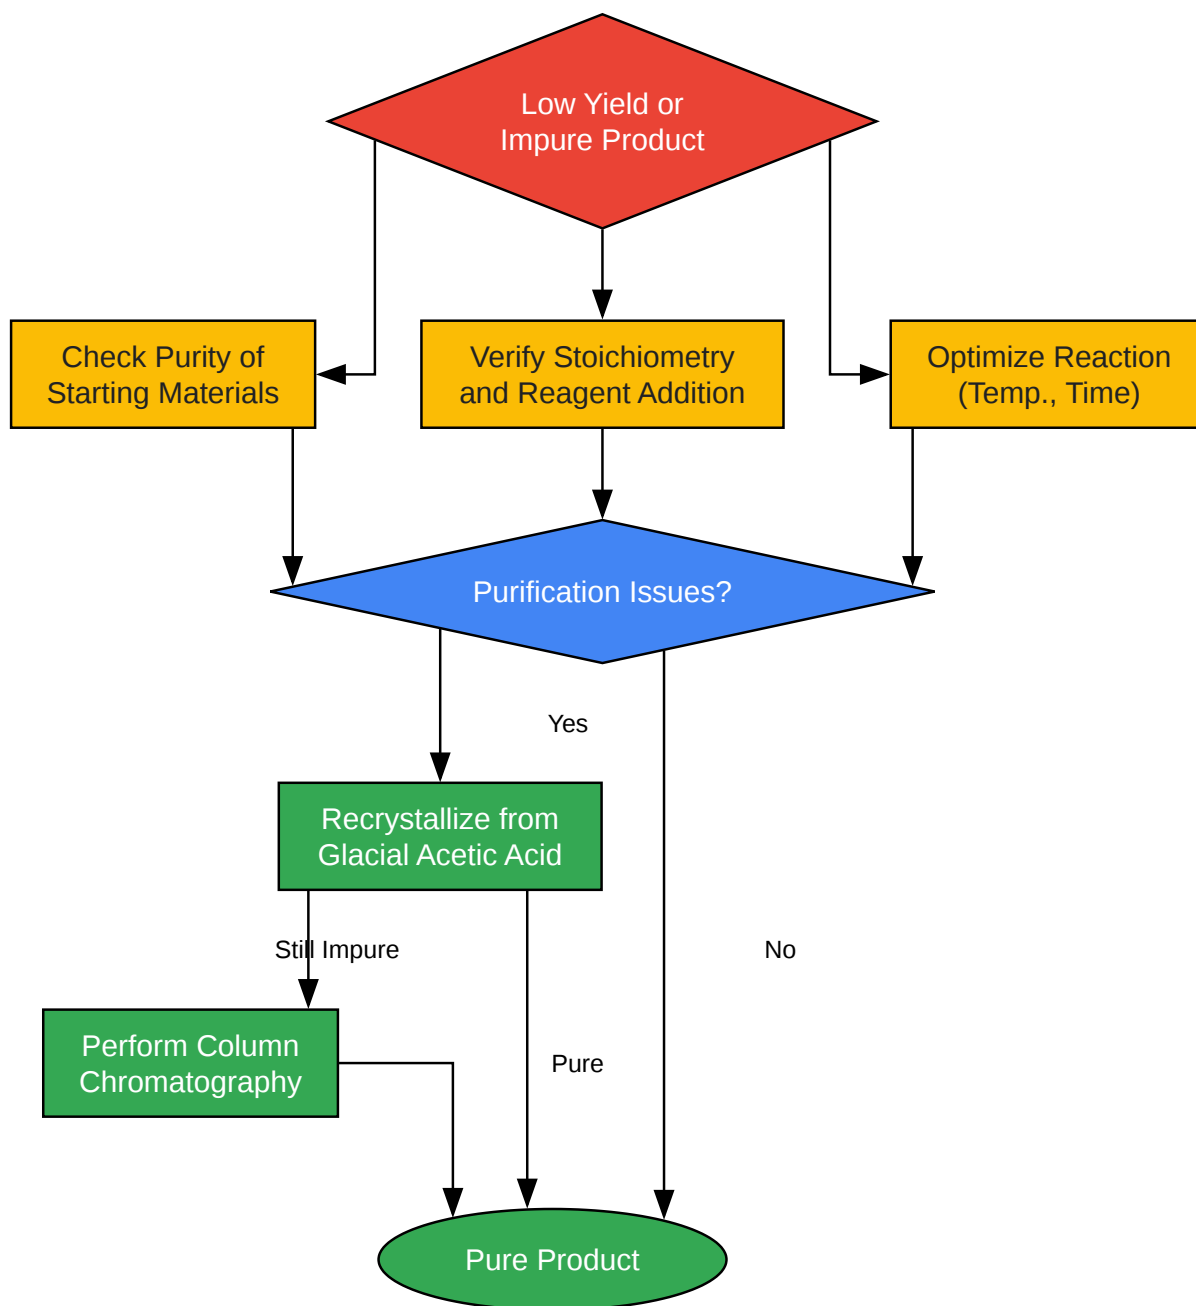 Low Yield or
Impure Product
Check Purity of
Starting Materials
Verify Stoichiometry
and Reagent Addition
Optimize Reaction
(Temp., Time)
Purification Issues?
Yes
Recrystallize from
Glacial Acetic Acid
Still Impure
No
Perform Column
Chromatography
Pure
Pure Product